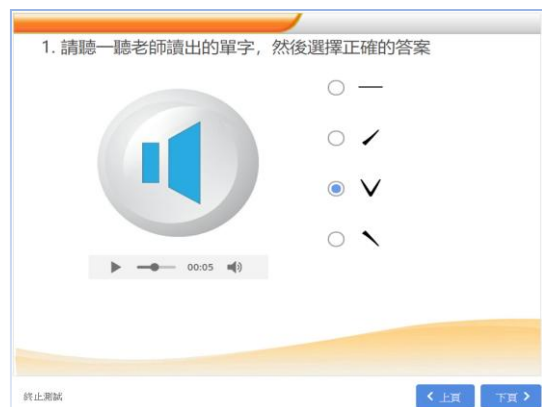 1. 請聽一聽老師讀出的單字，然後選擇正確的答案
—
ˊ
ˇ
ˋ
00:05
終止測試
上頁
下頁